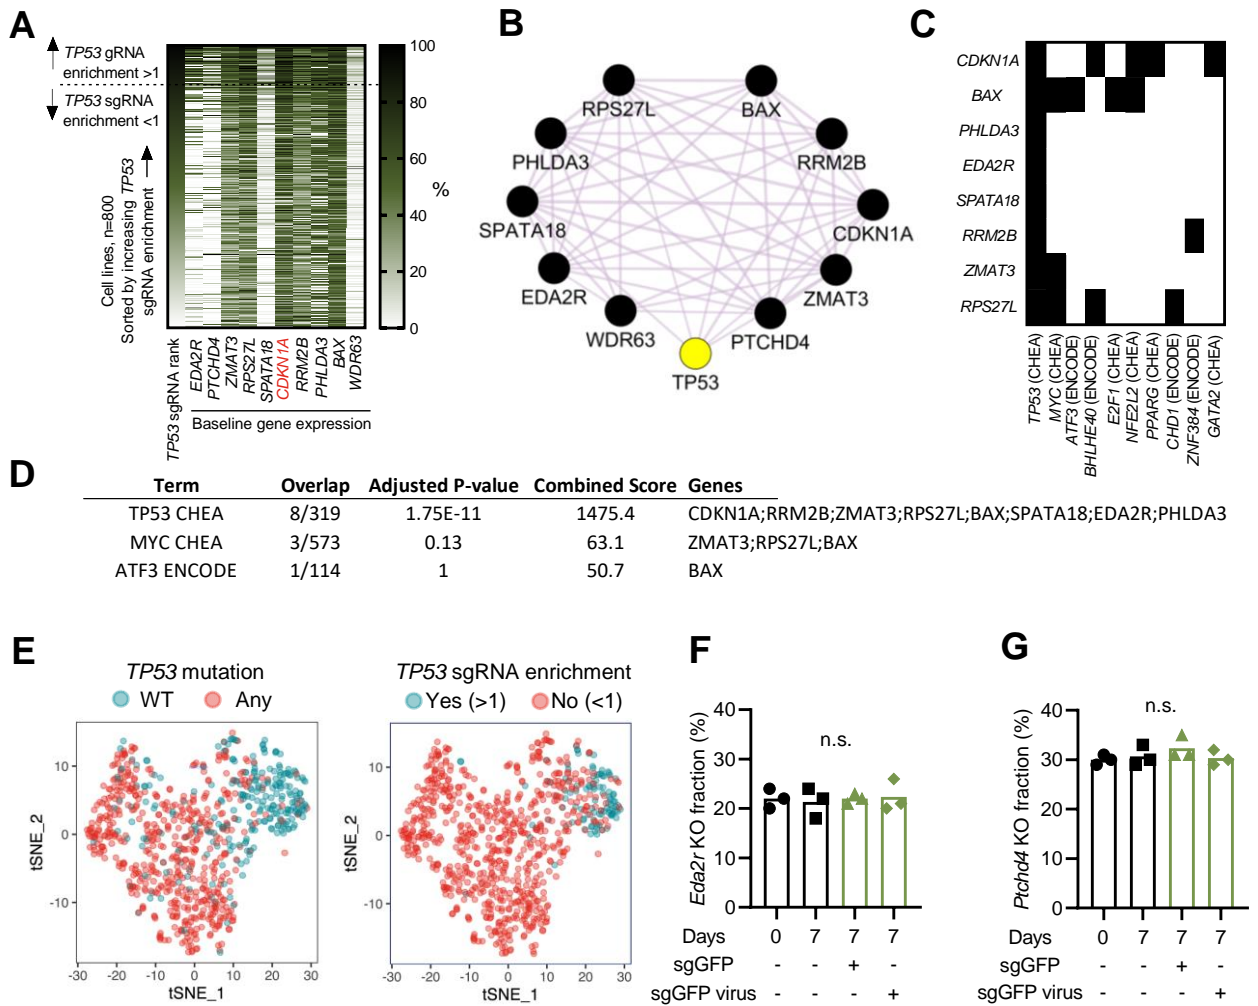 A
TP53 gRNA
enrichment >1
TP53 sgRNA
enrichment <1
Cell lines, n=800
Sorted by increasing TP53
sgRNA enrichment
100
80
60
40
20
0
%
TP53 sgRNA rank
EDA2R
PTCHD4
ZMAT3
RPS27L
SPATA18
CDKN1A
RRM2B
PHLDA3
BAX
WDR63
Baseline gene expression
B
RPS27L
BAX
PHLDA3
RRM2B
SPATA18
CDKN1A
EDA2R
ZMAT3
WDR63
PTCHD4
TP53
C
CDKN1A
BAX
PHLDA3
EDA2R
SPATA18
RRM2B
ZMAT3
RPS27L
TP53 (CHEA)
MYC (CHEA)
ATF3 (ENCODE)
BHLHE40 (ENCODE)
E2F1 (CHEA)
NFE2L2 (CHEA)
PPARG (CHEA)
CHD1 (ENCODE)
ZNF384 (ENCODE)
GATA2 (CHEA)
D
Term Overlap Adjusted P-value Combined Score Genes
TP53 CHEA 8/319 1.75E-11 1475.4 CDKN1A;RRM2B;ZMAT3;RPS27L;BAX;SPATA18;EDA2R;PHLDA3
MYC CHEA 3/573 0.13 63.1 ZMAT3;RPS27L;BAX
ATF3 ENCODE 1/114 1 50.7 BAX
E
TP53 mutation
WT Any
tSNE_2
10
0
-10
-30 -20 -10 0 10 20 30
tSNE_1
TP53 sgRNA enrichment
Yes (>1) No (<1)
tSNE_2
10
0
-10
-30 -20 -10 0 10 20 30
tSNE_1
F
n.s.
Eda2r KO fraction (%)
40
30
20
10
0
Days 0 7 7 7
sgGFP - - + -
sgGFP virus - - - +
G
n.s.
Ptchd4 KO fraction (%)
40
30
20
10
0
Days 0 7 7 7
sgGFP - - + -
sgGFP virus - - - +